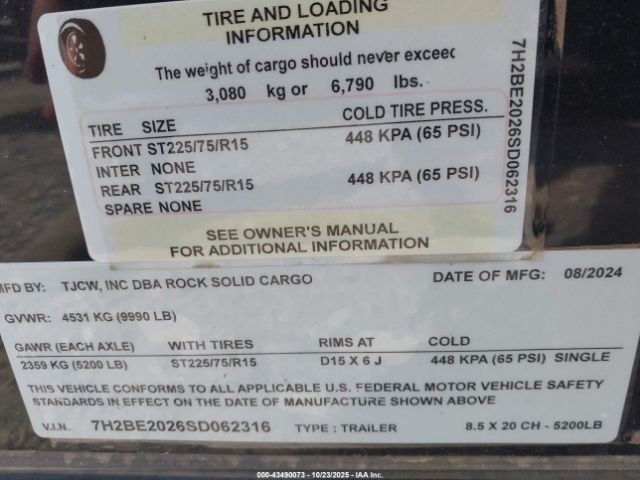 TIRE AND LOADING
INFORMATION
The weight of cargo should never exceed
3,080 kg or 6,790 lbs.
TIRE SIZE COLD TIRE PRESS.
FRONT ST225/75/R15 448 KPA (65 PSI)
INTER NONE
REAR ST225/75/R15 448 KPA (65 PSI)
SPARE NONE
SEE OWNER'S MANUAL
FOR ADDITIONAL INFORMATION
7H2BE2026SD062316
MFD BY: TJCW, INC DBA ROCK SOLID CARGO DATE OF MFG: 08/2024
GVWR: 4531 KG (9990 LB)
GAWR (EACH AXLE) WITH TIRES RIMS AT COLD
2359 KG (5200 LB) ST225/75/R15 D15 X 6 J 448 KPA (65 PSI) SINGLE
THIS VEHICLE CONFORMS TO ALL APPLICABLE U.S. FEDERAL MOTOR VEHICLE SAFETY
STANDARDS IN EFFECT ON THE DATE OF MANUFACTURE SHOWN ABOVE
V.I.N. 7H2BE2026SD062316 TYPE: TRAILER 8.5 X 20 CH - 5200LB
000-43490073 - 10/23/2025 - IAAI, Inc.